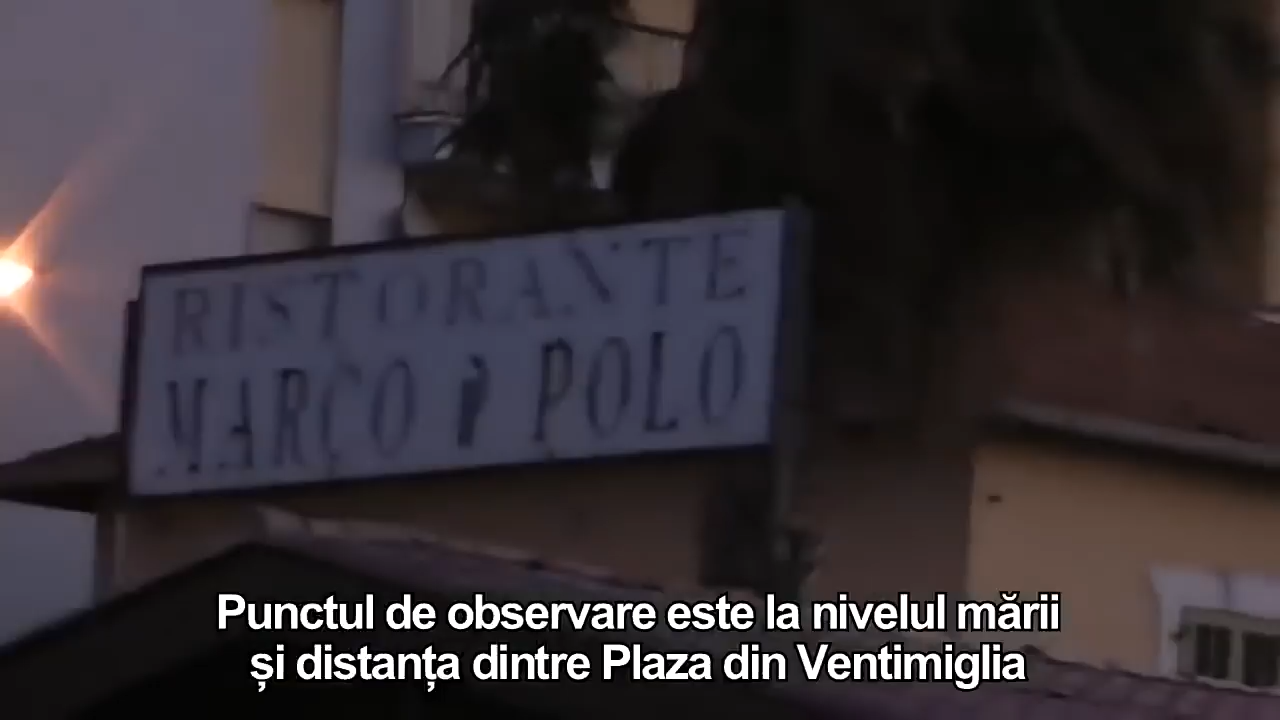 RISTORANTE
MARCO POLO
Punctul de observare este la nivelul mării
și distanța dintre Plaza din Ventimiglia